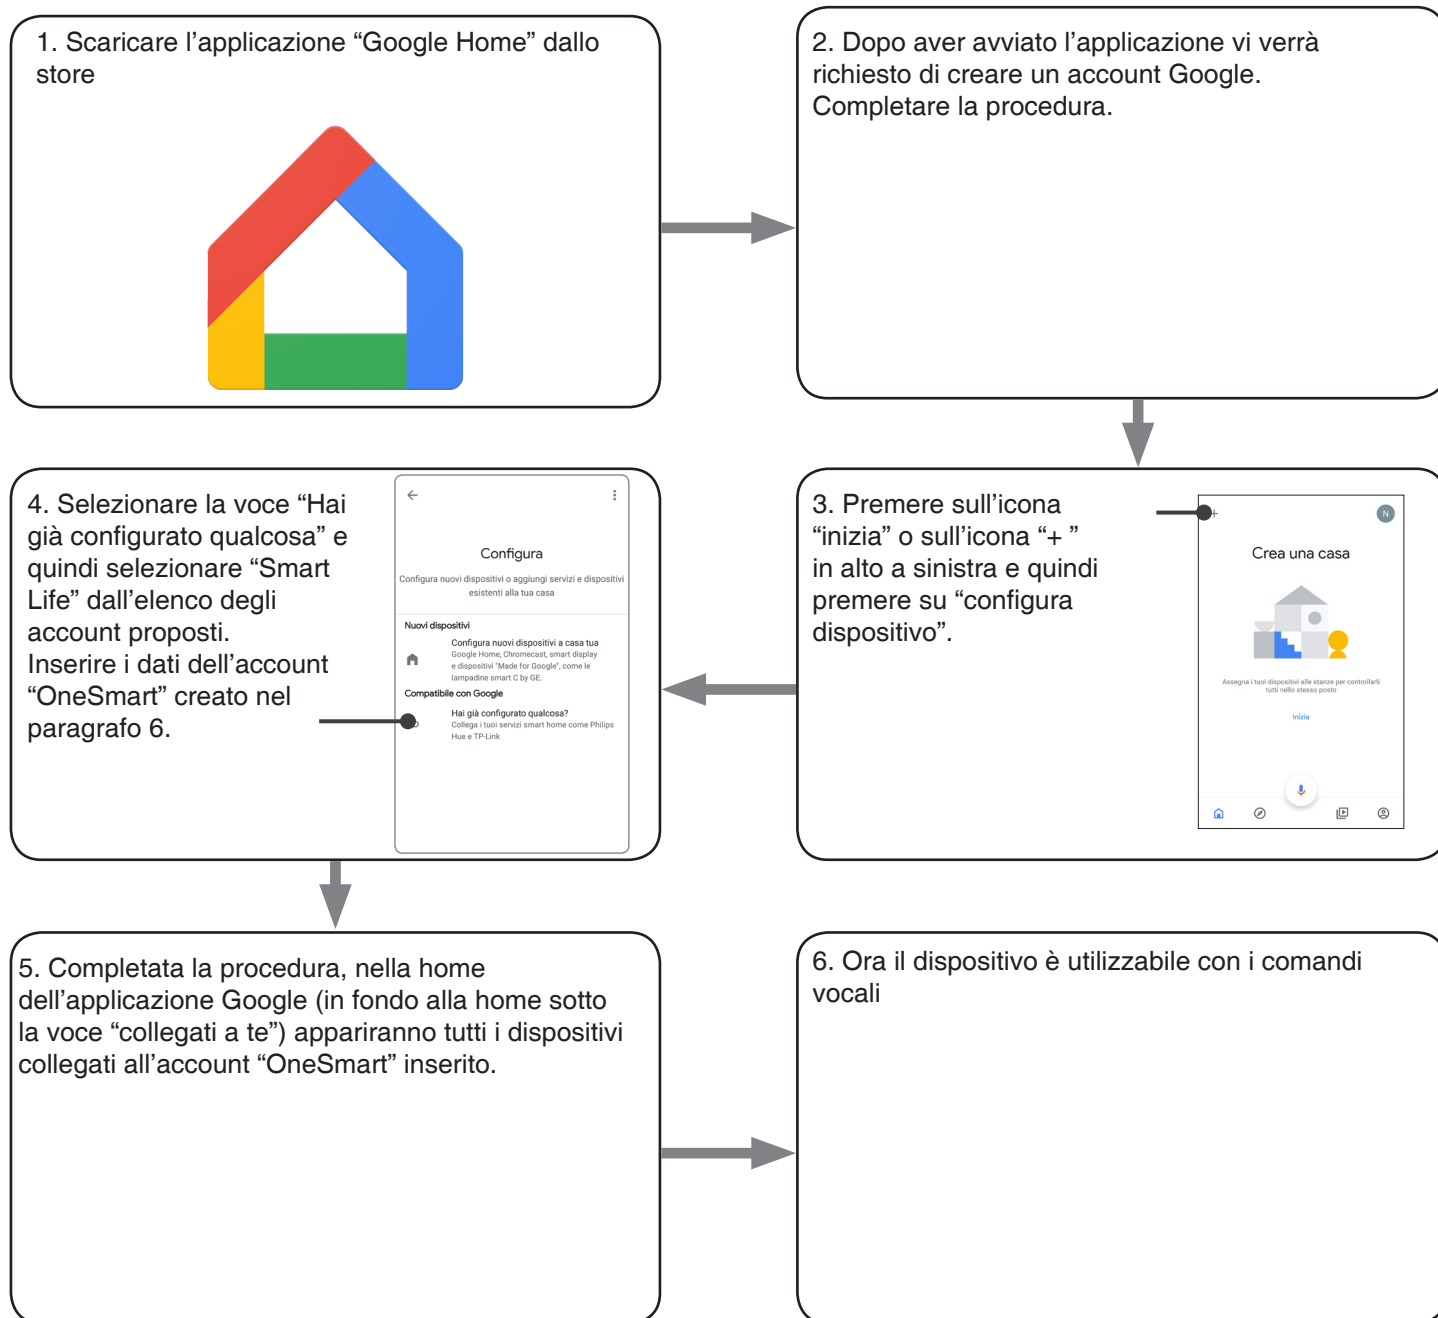 1. Scaricare l’applicazione “Google Home” dallo
store
2. Dopo aver avviato l’applicazione vi verrà
richiesto di creare un account Google.
Completare la procedura.
3. Premere sull’icona
“inizia” o sull’icona “+ ”
in alto a sinistra e quindi
premere su “configura
dispositivo”.
+
N
Crea una casa
Assegna i tuoi dispositivi alle stanze per controllarli
tutti nello stesso posto
Inizia
4. Selezionare la voce “Hai
già configurato qualcosa” e
quindi selezionare “Smart
Life” dall’elenco degli
account proposti.
Inserire i dati dell’account
“OneSmart” creato nel
paragrafo 6.
Configura
Configura nuovi dispositivi o aggiungi servizi e dispositivi
esistenti alla tua casa
Nuovi dispositivi
Configura nuovi dispositivi a casa tua
Google Home, Chromecast, smart display
e dispositivi "Made for Google", come le
lampadine smart C by GE.
Compatibile con Google
Hai già configurato qualcosa?
Collega i tuoi servizi smart home come Philips
Hue e TP-Link
5. Completata la procedura, nella home
dell’applicazione Google (in fondo alla home sotto
la voce “collegati a te”) appariranno tutti i dispositivi
collegati all’account “OneSmart” inserito.
6. Ora il dispositivo è utilizzabile con i comandi
vocali